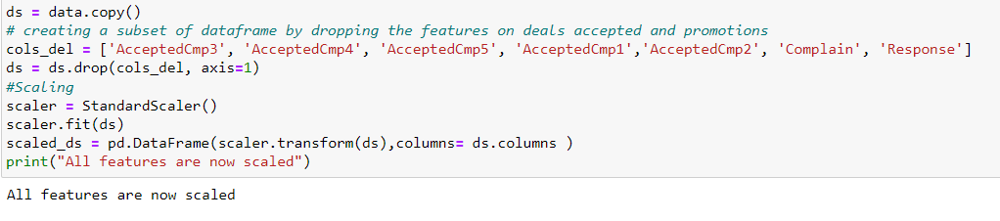 ds = data.copy()
# creating a subset of dataframe by dropping the features on deals accepted and promotions
cols_del = ['AcceptedCmp3', 'AcceptedCmp4', 'AcceptedCmp5', 'AcceptedCmp1','AcceptedCmp2', 'Complain', 'Response']
ds = ds.drop(cols_del, axis=1)
#Scaling
scaler = StandardScaler()
scaler.fit(ds)
scaled_ds = pd.DataFrame(scaler.transform(ds),columns= ds.columns )
print("All features are now scaled")
All features are now scaled